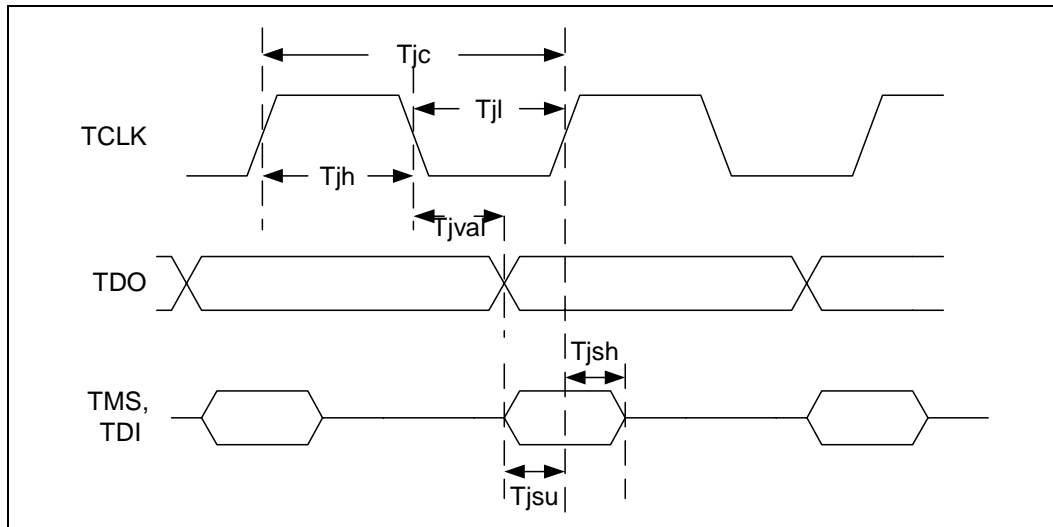 Tjc
Tjl
TCLK
Tjh
Tjval
TDO
Tjsh
TMS,
TDI
Tjsu